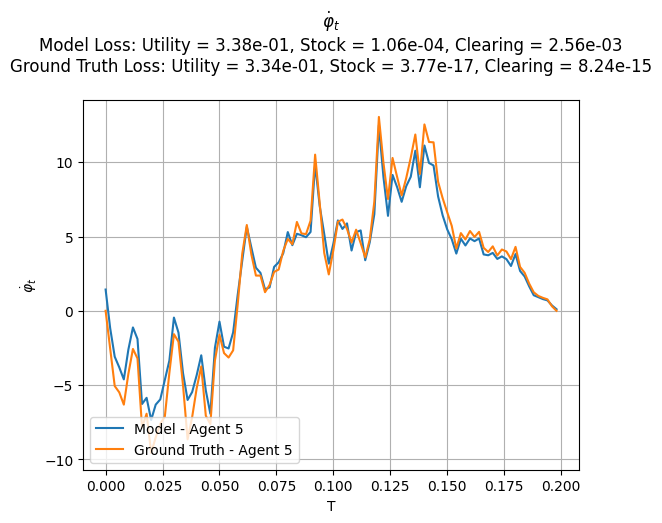 φ̇ₜ
Model Loss: Utility = 3.38e-01, Stock = 1.06e-04, Clearing = 2.56e-03
Ground Truth Loss: Utility = 3.34e-01, Stock = 3.77e-17, Clearing = 8.24e-15
φ̇ₜ
10
5
0
−5
−10
Model - Agent 5
Ground Truth - Agent 5
0.000 0.025 0.050 0.075 0.100 0.125 0.150 0.175 0.200
T